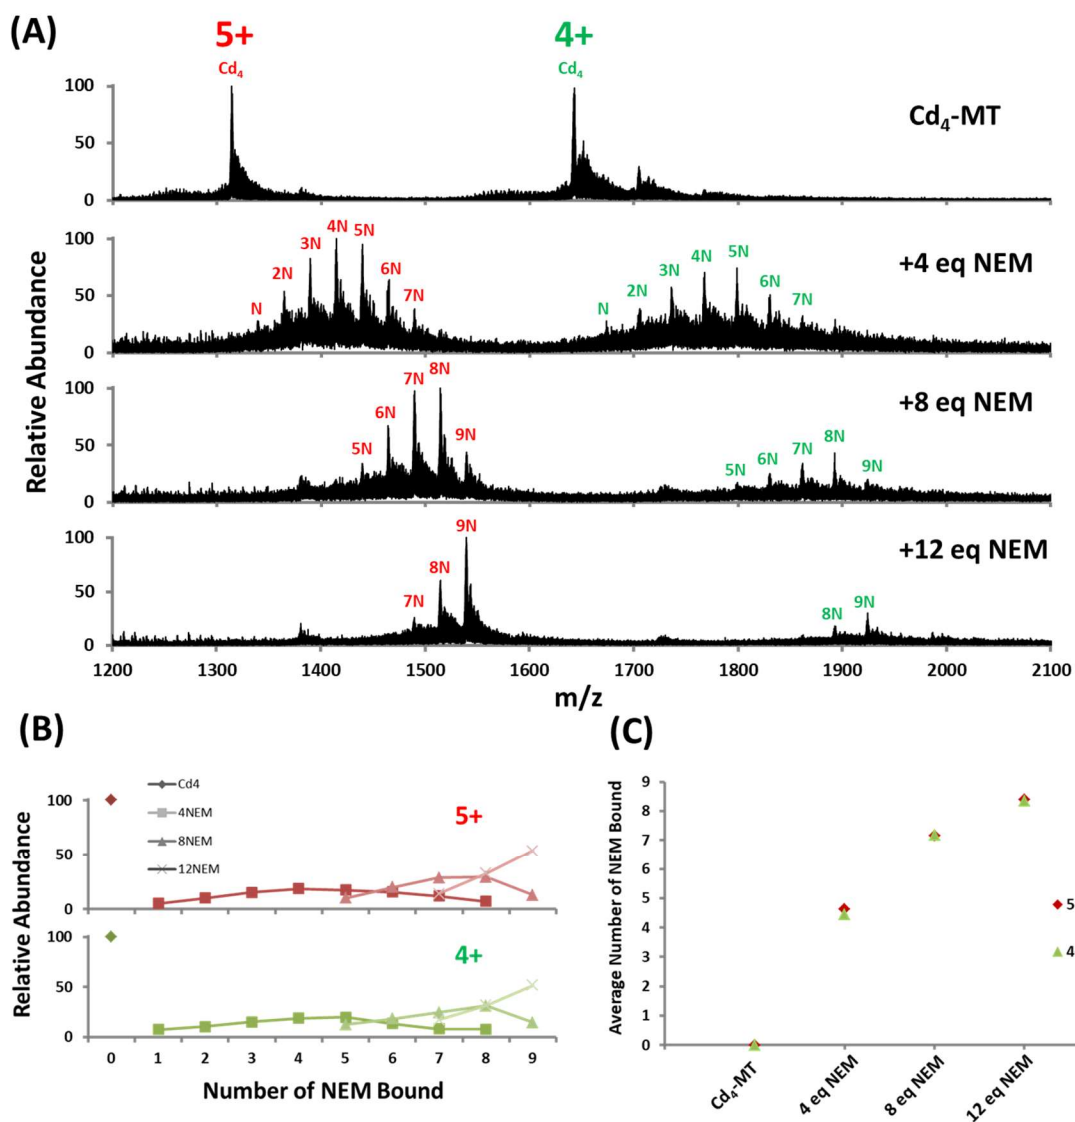 (A)
5+
4+
Cd₄
Cd₄
Cd₄-MT
100
50
0
+4 eq NEM
N 2N 3N 4N 5N 6N 7N
N 2N 3N 4N 5N 6N 7N
100
50
0
+8 eq NEM
5N 6N 7N 8N 9N
5N 6N 7N 8N 9N
100
50
0
+12 eq NEM
7N 8N 9N
8N 9N
100
50
0
Relative Abundance
1200 1300 1400 1500 1600 1700 1800 1900 2000 2100
m/z
(B)
Cd4
4NEM
8NEM
12NEM
5+
100
50
0
4+
100
50
0
Relative Abundance
0 1 2 3 4 5 6 7 8 9
Number of NEM Bound
(C)
9
8
7
6
5
4
3
2
1
0
Average Number of NEM Bound
Cd₄-MT
4 eq NEM
8 eq NEM
12 eq NEM
5
4